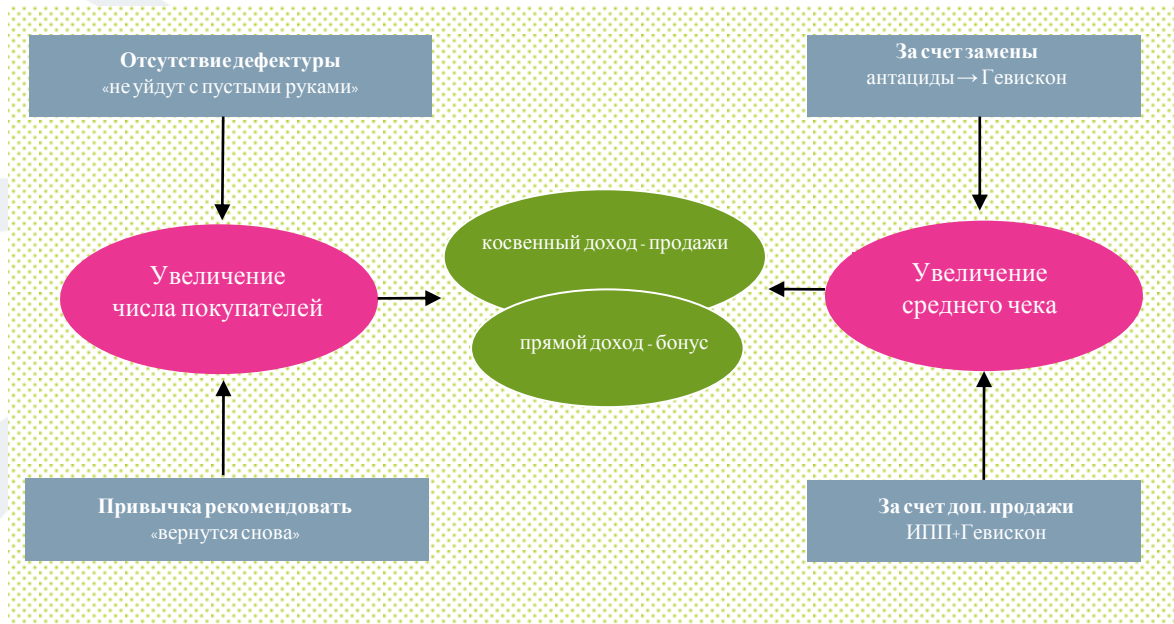 Отсутствие дефектуры
«не уйдут с пустыми руками»
За счет замены
антациды → Гевискон
косвенный доход - продажи
Увеличение
числа покупателей
Увеличение
среднего чека
прямой доход - бонус
Привычка рекомендовать
«вернутся снова»
За счет доп. продажи
ИПП+Гевискон